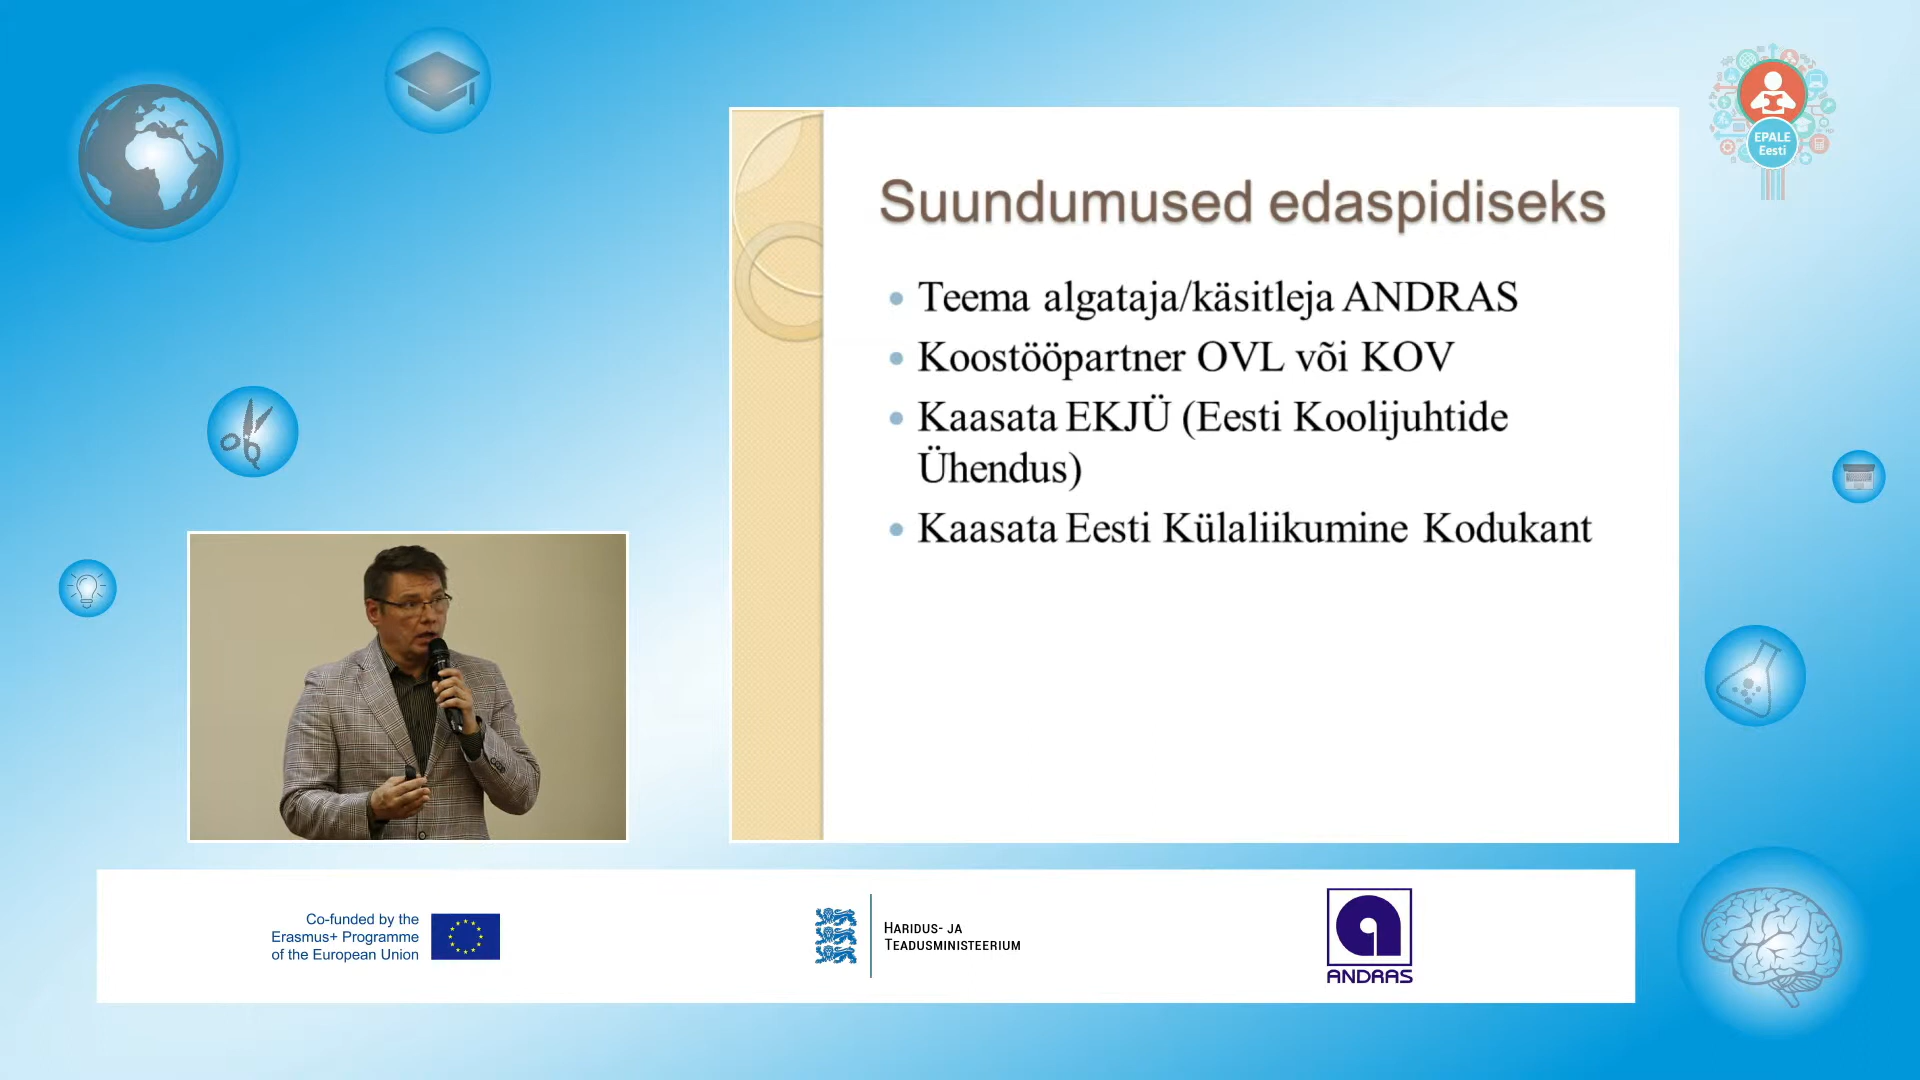 EPALE
Eesti
Suundumused edaspidiseks
Teema algataja/käsitleja ANDRAS
Koostööpartner OVL või KOV
Kaasata EKJÜ (Eesti Koolijuhtide
Ühendus)
Kaasata Eesti Külaliikumine Kodukant
Co-funded by the
Erasmus+ Programme
of the European Union
HARIDUS- JA
TEADUSMINISTEERIUM
ANDRAS